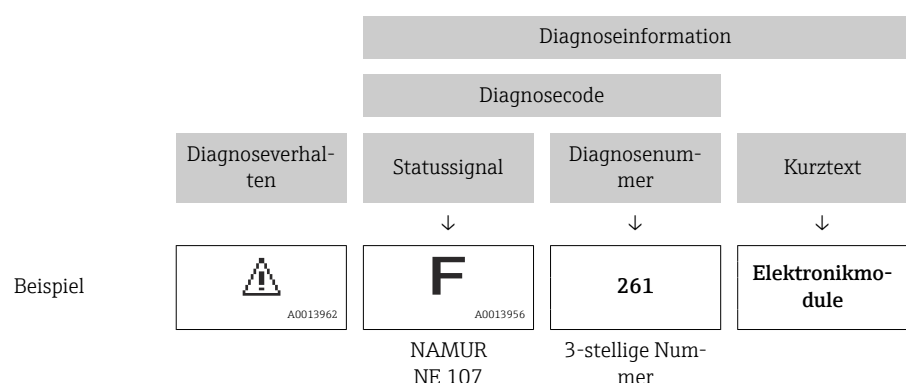 Diagnoseinformation
Diagnosecode
Diagnoseverhal-
ten
Statussignal
Diagnosenum-
mer
Kurztext
↓ ↓ ↓
Beispiel
A0013962
F
A0013956
261
Elektronikmo-
dule
NAMUR
NE 107
3-stellige Num-
mer